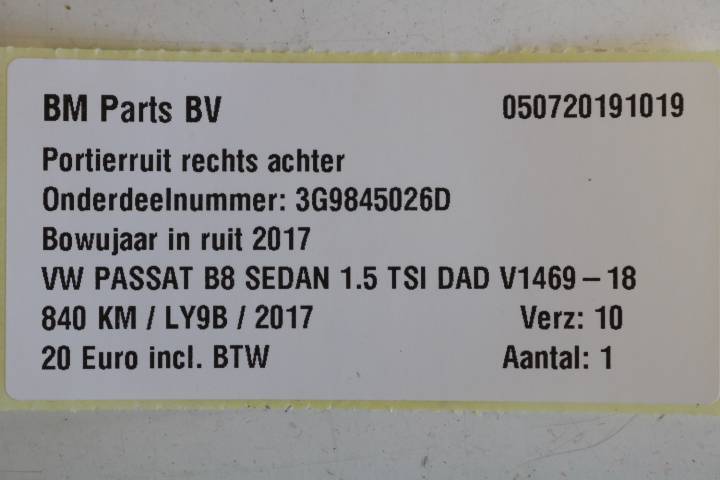 BM Parts BV 050720191019
Portierruit rechts achter
Onderdeelnummer: 3G9845026D
Bowujaar in ruit 2017
VW PASSAT B8 SEDAN 1.5 TSI DAD V1469-18
840 KM / LY9B / 2017 Verz: 10
20 Euro incl. BTW Aantal: 1